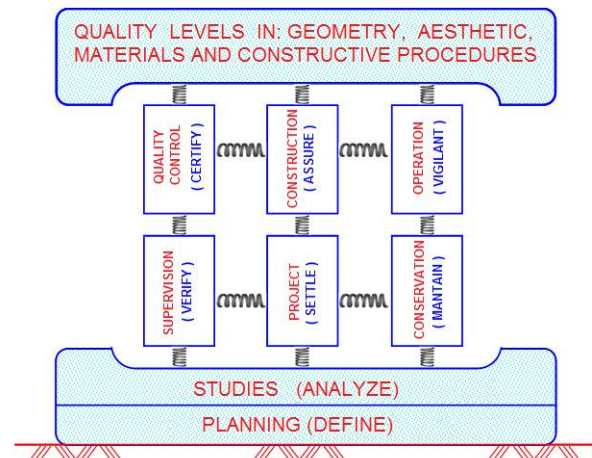 QUALITY LEVELS IN: GEOMETRY, AESTHETIC,
MATERIALS AND CONSTRUCTIVE PROCEDURES
QUALITY
CONTROL
( CERTIFY )
CONSTRUCTION
( ASSURE )
OPERATION
( VIGILANT )
SUPERVISION
( VERIFY )
PROJECT
( SETTLE )
CONSERVATION
( MANTAIN )
STUDIES (ANALYZE)
PLANNING (DEFINE)